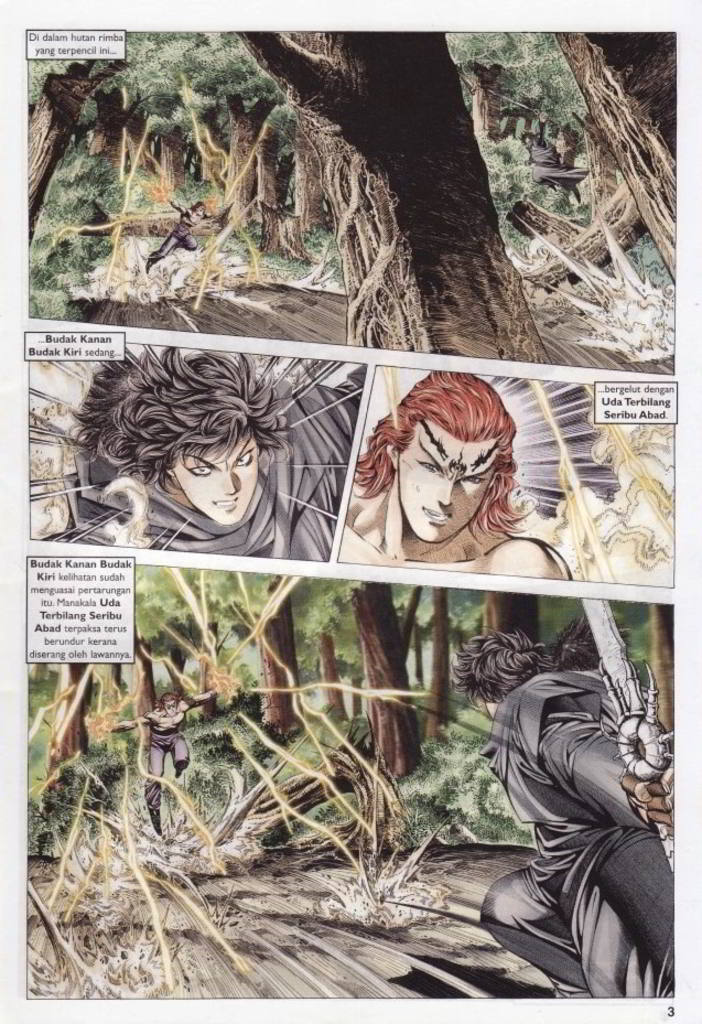 Di dalam hutan rimba
yang terpencil ini...
...Budak Kanan
Budak Kiri sedang...
...bergelut dengan
Uda Terbilang
Seribu Abad.
Budak Kanan Budak
Kiri kelihatan sudah
menguasai pertarungan
itu. Manakala Uda
Terbilang Seribu
Abad terpaksa terus
berundur kerana
diserang oleh lawannya.
3